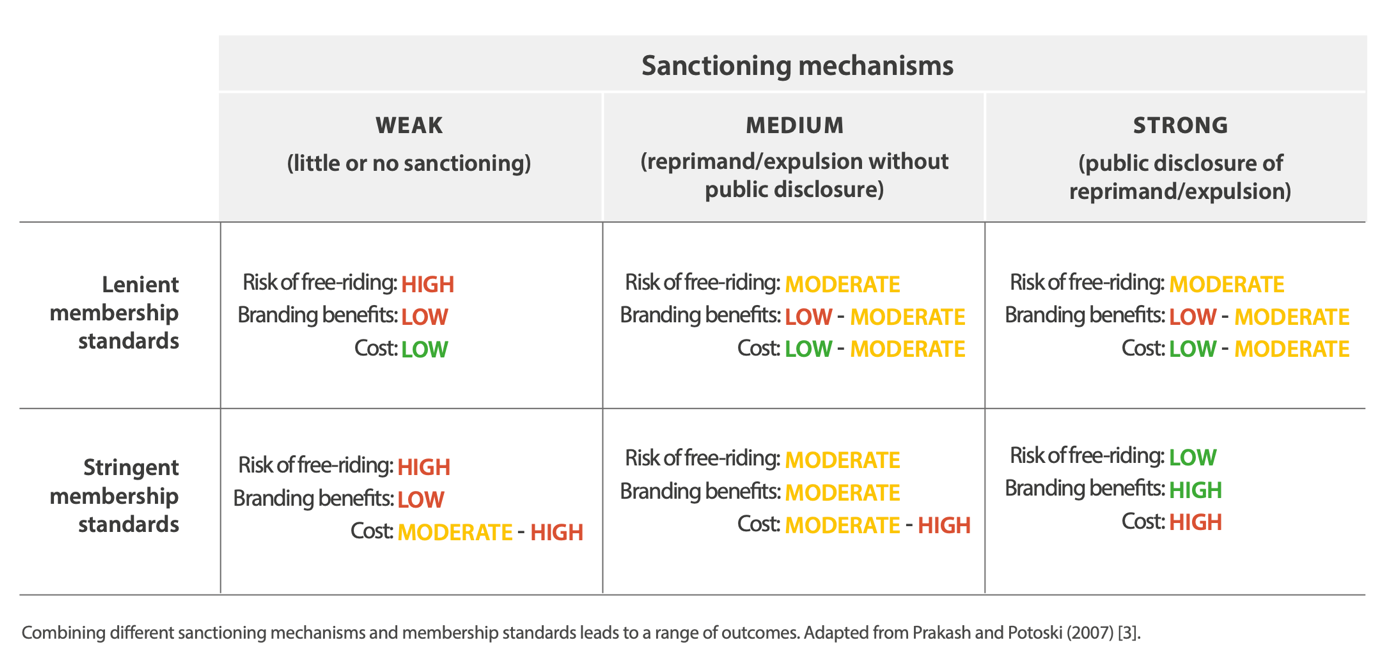 Sanctioning mechanisms
WEAK
(little or no sanctioning)
MEDIUM
(reprimand/expulsion without
public disclosure)
STRONG
(public disclosure of
reprimand/expulsion)
Lenient
membership
standards
Risk of free-riding: HIGH
Branding benefits: LOW
Cost: LOW
Risk of free-riding: MODERATE
Branding benefits: LOW - MODERATE
Cost: LOW - MODERATE
Risk of free-riding: MODERATE
Branding benefits: LOW - MODERATE
Cost: LOW - MODERATE
Stringent
membership
standards
Risk of free-riding: HIGH
Branding benefits: LOW
Cost: MODERATE - HIGH
Risk of free-riding: MODERATE
Branding benefits: MODERATE
Cost: MODERATE - HIGH
Risk of free-riding: LOW
Branding benefits: HIGH
Cost: HIGH
Combining different sanctioning mechanisms and membership standards leads to a range of outcomes. Adapted from Prakash and Potoski (2007) [3].